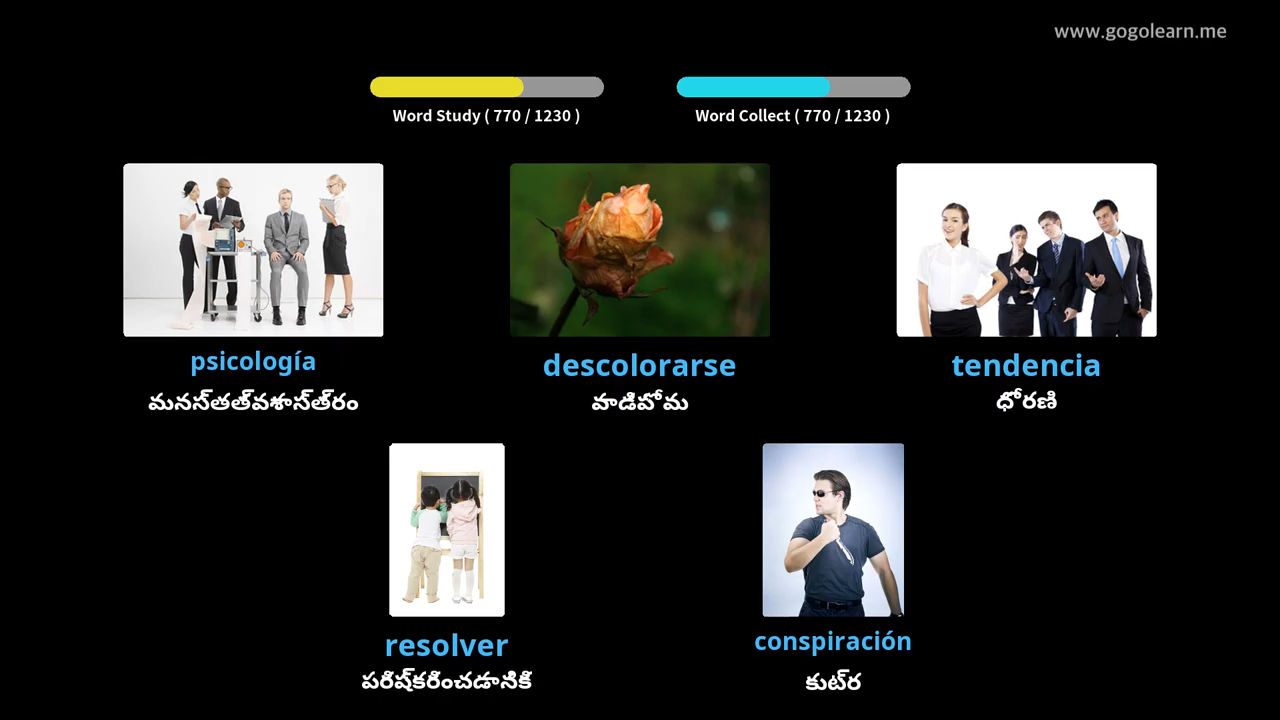 www.gogolearn.me
Word Study ( 770 / 1230 )
Word Collect ( 770 / 1230 )
psicología
descolorarse
tendencia
మనస్తత్వశాస్త్రం
వాడిపోమ
ధోరణి
resolver
conspiración
పరిష్కరించడానికి
కుట్ర